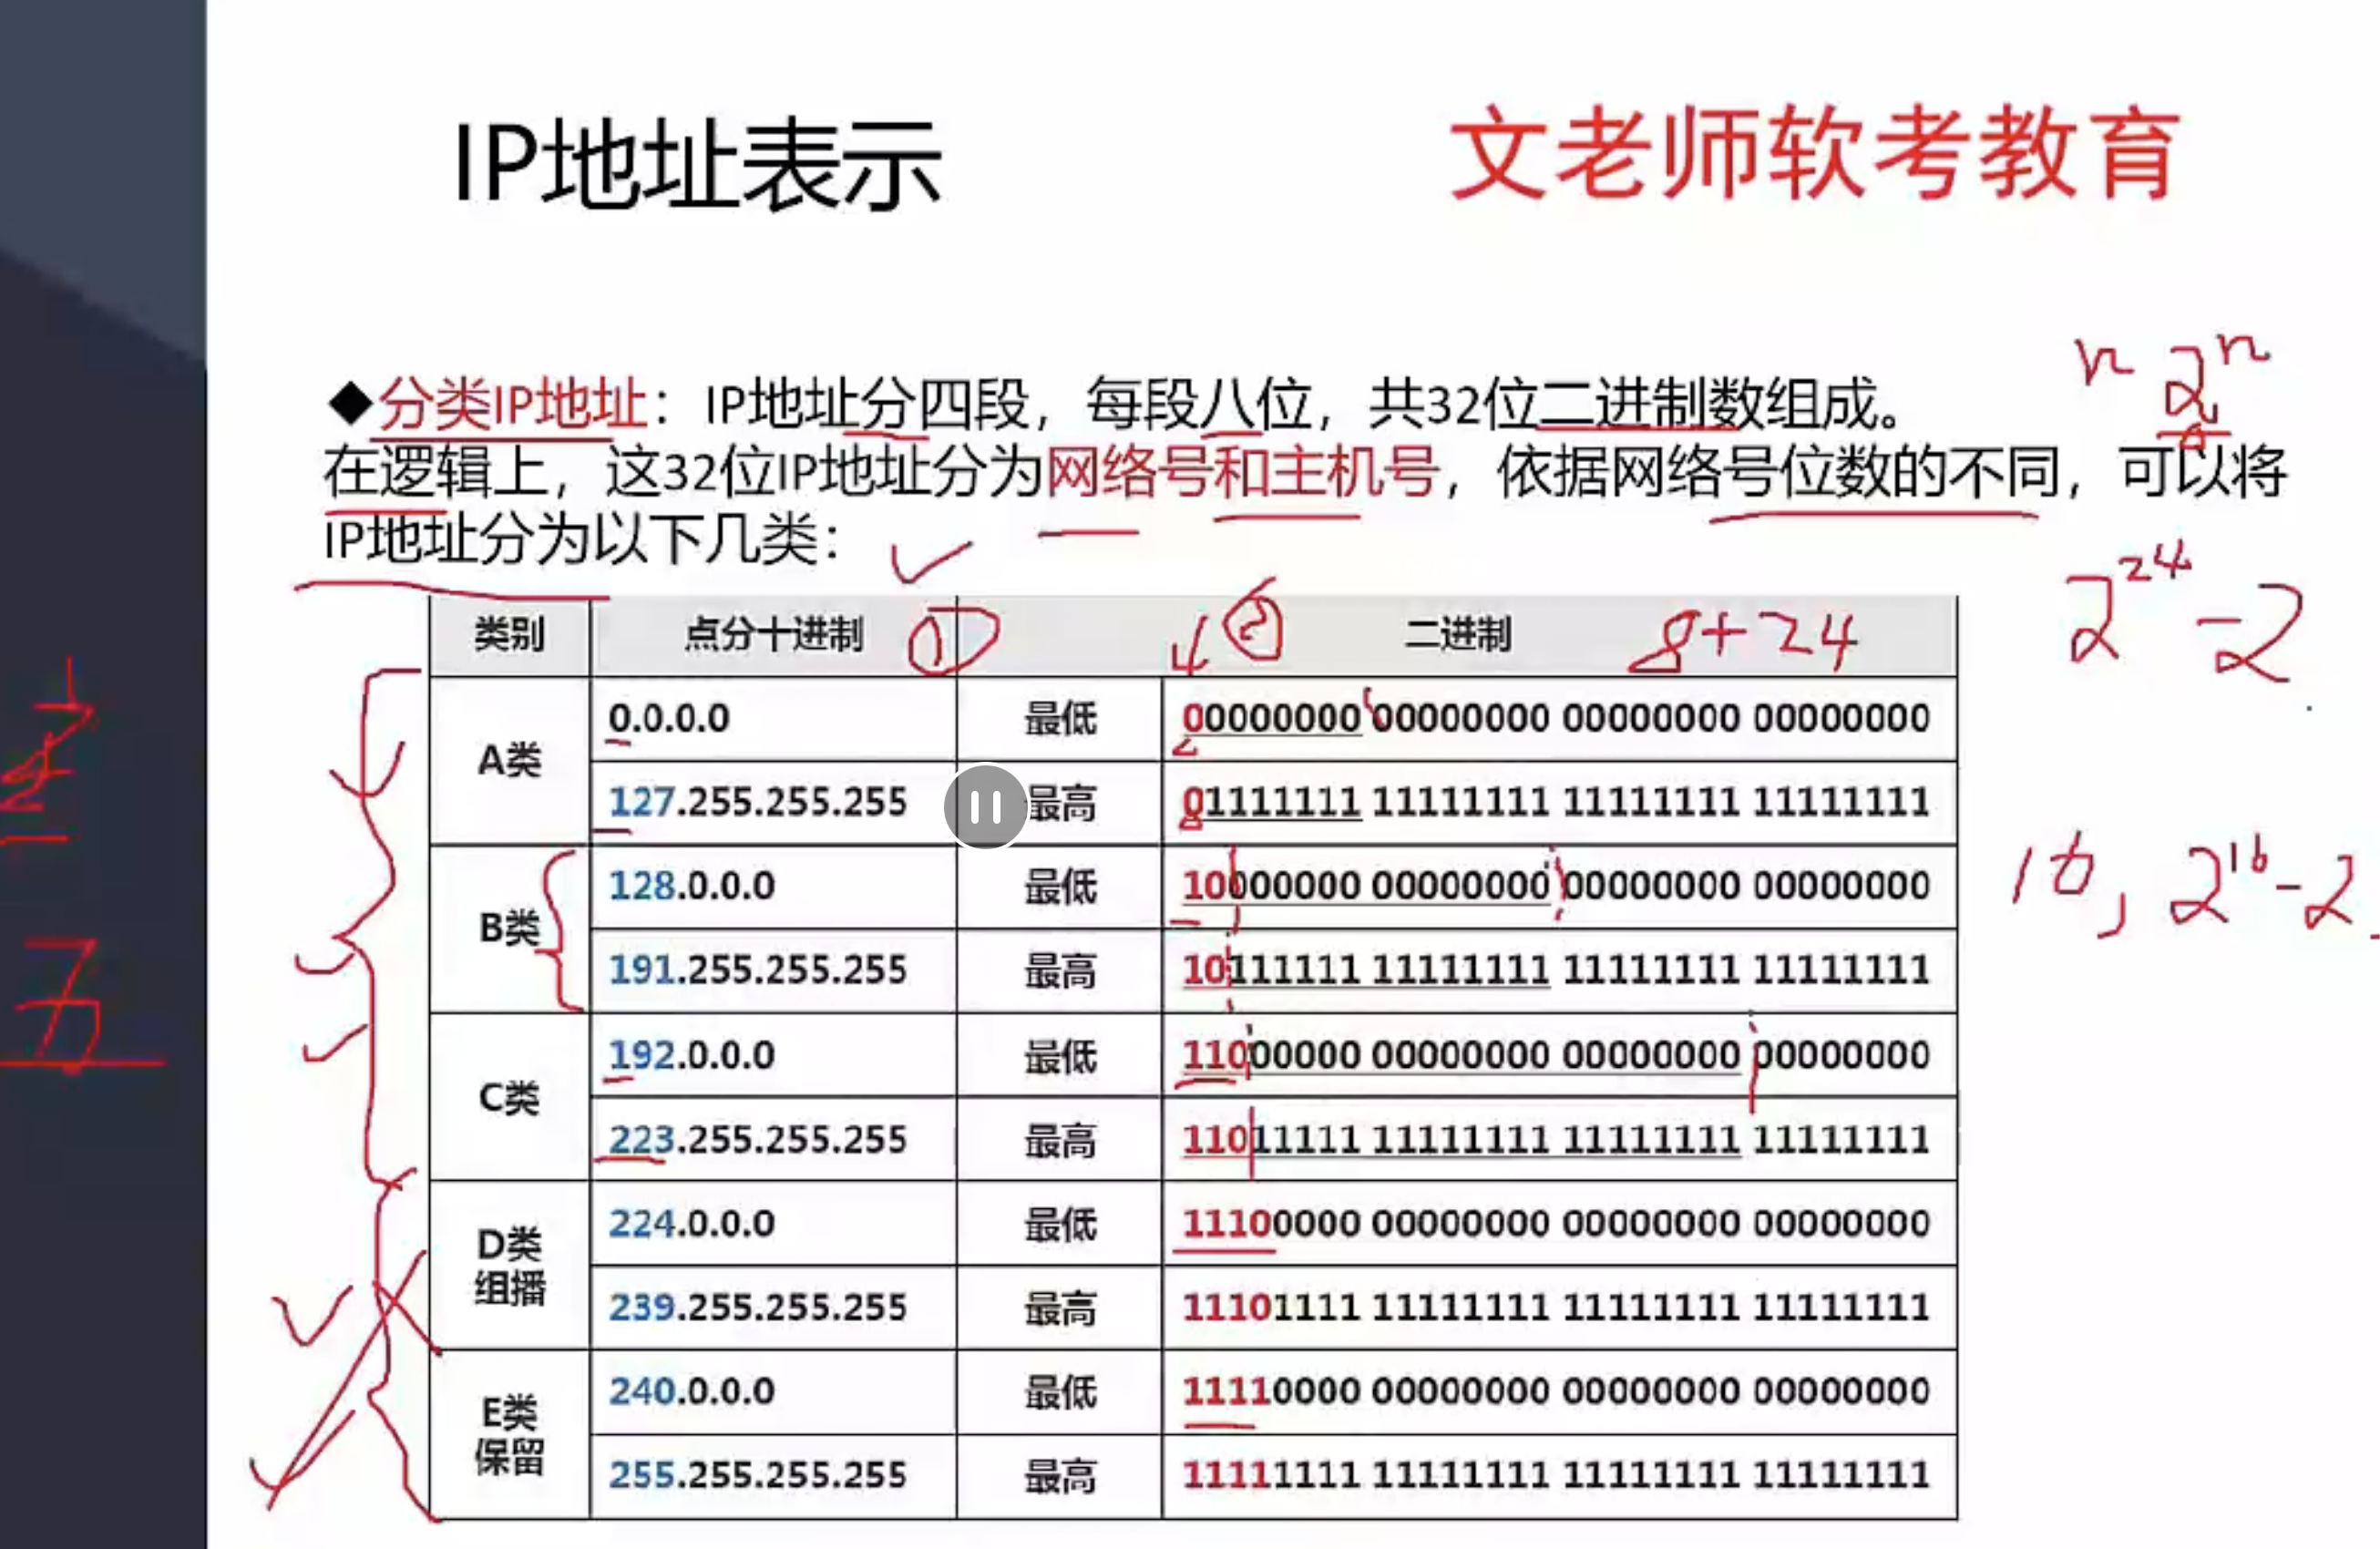 IP地址表示
文老师软考教育
◆分类IP地址：IP地址分四段，每段八位，共32位二进制数组成。
在逻辑上，这32位IP地址分为网络号和主机号，依据网络号位数的不同，可以将
IP地址分为以下几类：
n 2^n
2^24-2
类别 点分十进制 ① ② 二进制 8+24
A类 0.0.0.0 最低 00000000 00000000 00000000 00000000
127.255.255.255 最高 01111111 11111111 11111111 11111111
16, 2^16-2
B类 128.0.0.0 最低 10000000 00000000 00000000 00000000
191.255.255.255 最高 10111111 11111111 11111111 11111111
C类 192.0.0.0 最低 11000000 00000000 00000000 00000000
223.255.255.255 最高 11011111 11111111 11111111 11111111
D类
组播
224.0.0.0 最低 11100000 00000000 00000000 00000000
239.255.255.255 最高 11101111 11111111 11111111 11111111
E类
保留
240.0.0.0 最低 11110000 00000000 00000000 00000000
255.255.255.255 最高 11111111 11111111 11111111 11111111